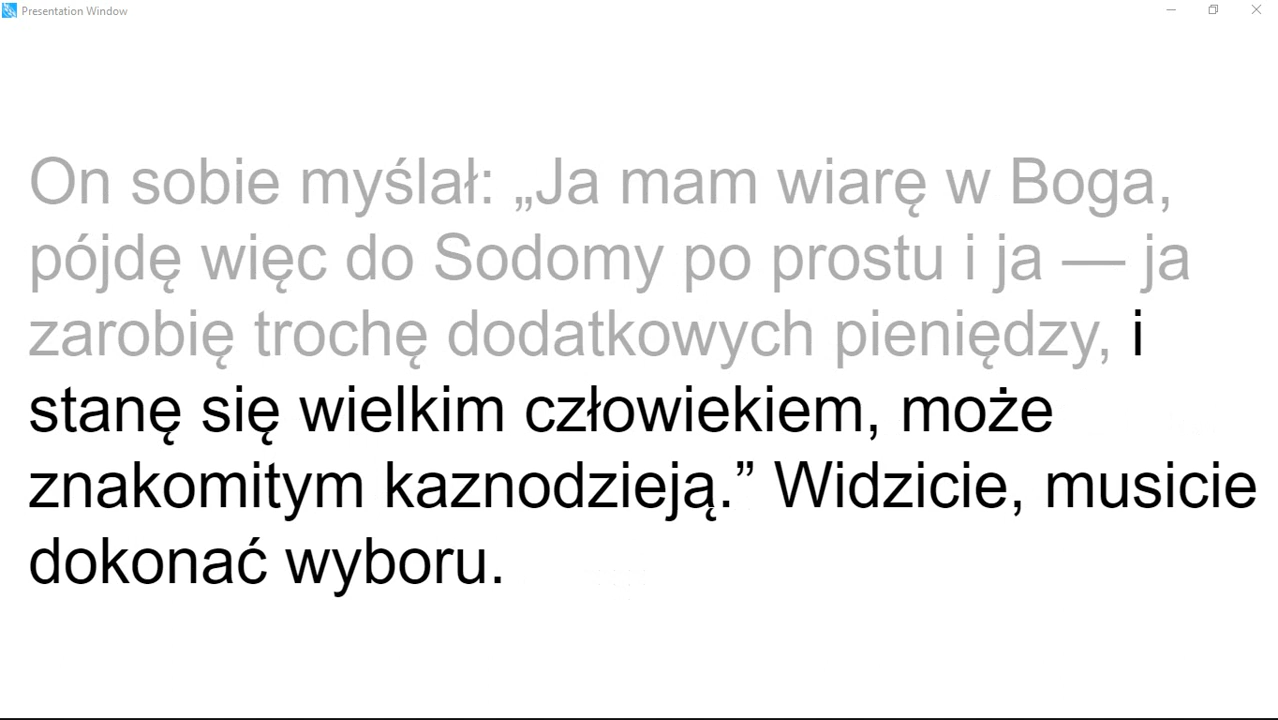 Presentation Window
On sobie myślał: „Ja mam wiarę w Boga,
pójdę więc do Sodomy po prostu i ja — ja
zarobię trochę dodatkowych pieniędzy, i
stanę się wielkim człowiekiem, może
znakomitym kaznodzieją.” Widzicie, musicie
dokonać wyboru.